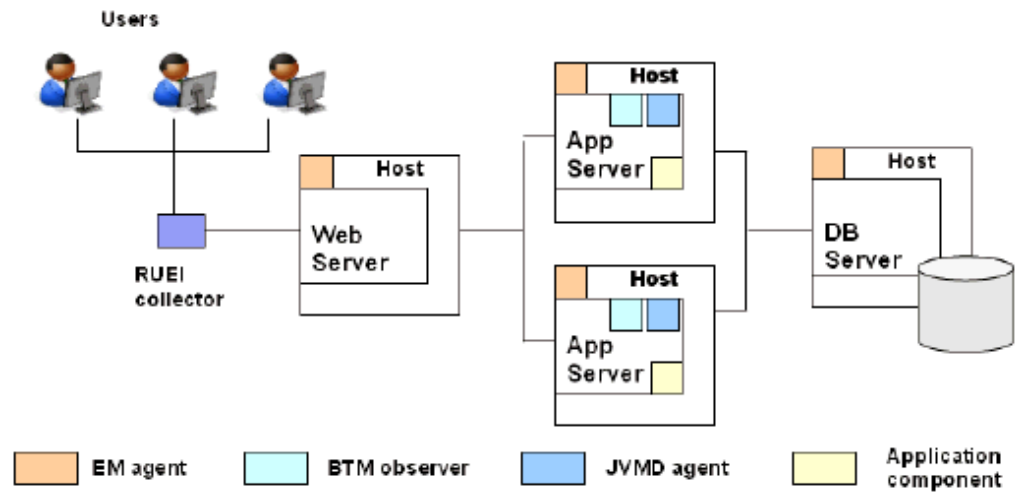 Users
Host
App
Server
Host
Web
Server
Host
DB
Server
RUEI
collector
Host
App
Server
EM agent
BTM observer
JVMD agent
Application
component